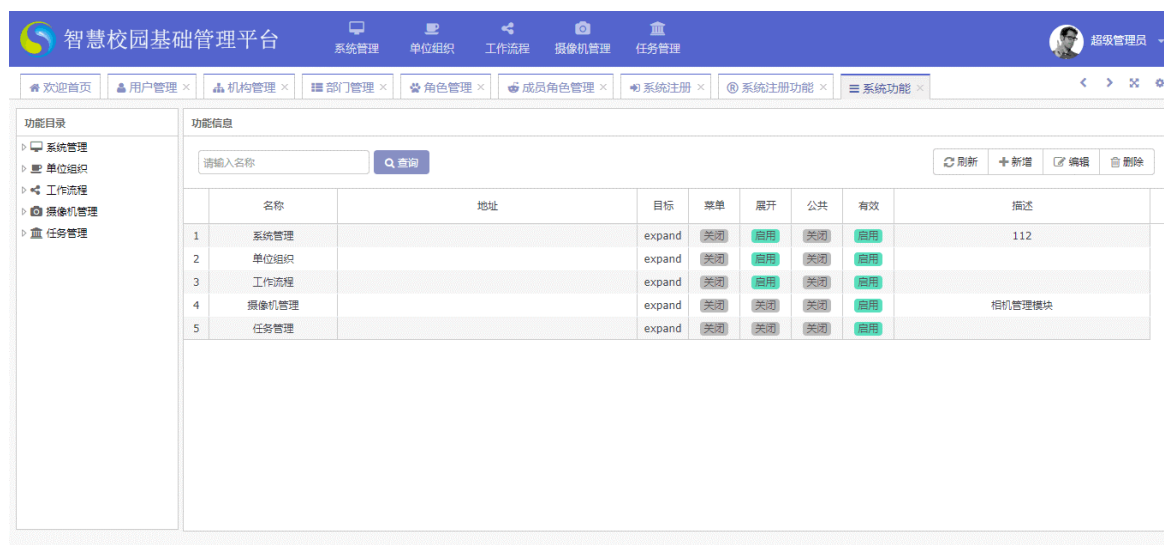 智慧校园基础管理平台
系统管理 单位组织 工作流程 摄像机管理 任务管理
超级管理员
欢迎首页 用户管理 × 机构管理 × 部门管理 × 角色管理 × 成员角色管理 × 系统注册 × ® 系统注册功能 × 系统功能 ×
功能目录
系统管理
单位组织
工作流程
摄像机管理
任务管理
功能信息
请输入名称 查询 刷新 新增 编辑 删除
名称 地址 目标 菜单 展开 公共 有效 描述
1 系统管理 expand 关闭 启用 关闭 启用 112
2 单位组织 expand 关闭 启用 关闭 启用
3 工作流程 expand 关闭 启用 关闭 启用
4 摄像机管理 expand 关闭 关闭 关闭 启用 相机管理模块
5 任务管理 expand 关闭 关闭 关闭 启用